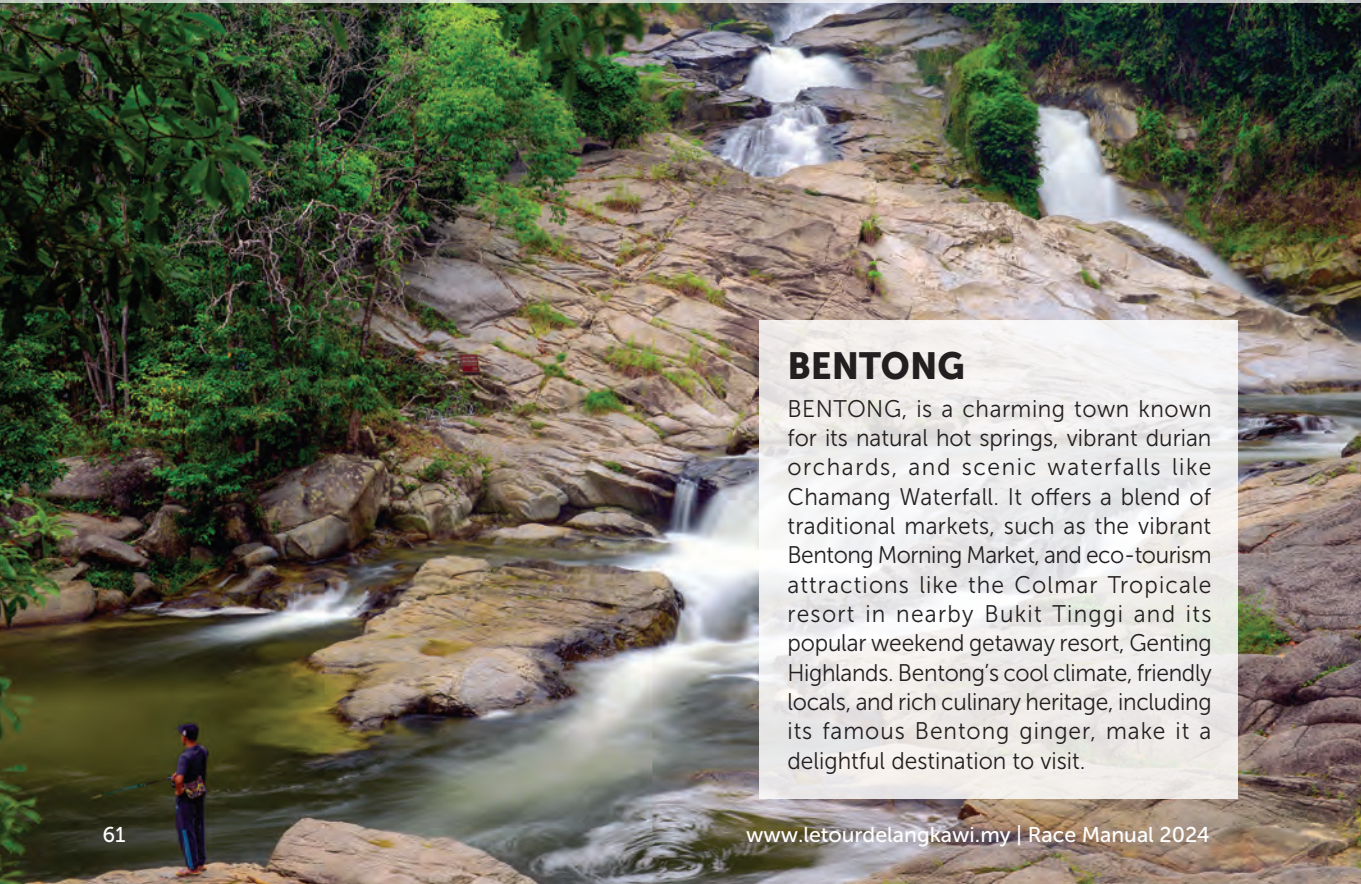 BENTONG
BENTONG, is a charming town known
for its natural hot springs, vibrant durian
orchards, and scenic waterfalls like
Chamang Waterfall. It offers a blend of
traditional markets, such as the vibrant
Bentong Morning Market, and eco-tourism
attractions like the Colmar Tropicale
resort in nearby Bukit Tinggi and its
popular weekend getaway resort, Genting
Highlands. Bentong’s cool climate, friendly
locals, and rich culinary heritage, including
its famous Bentong ginger, make it a
delightful destination to visit.
61
www.letourdelangkawi.my | Race Manual 2024